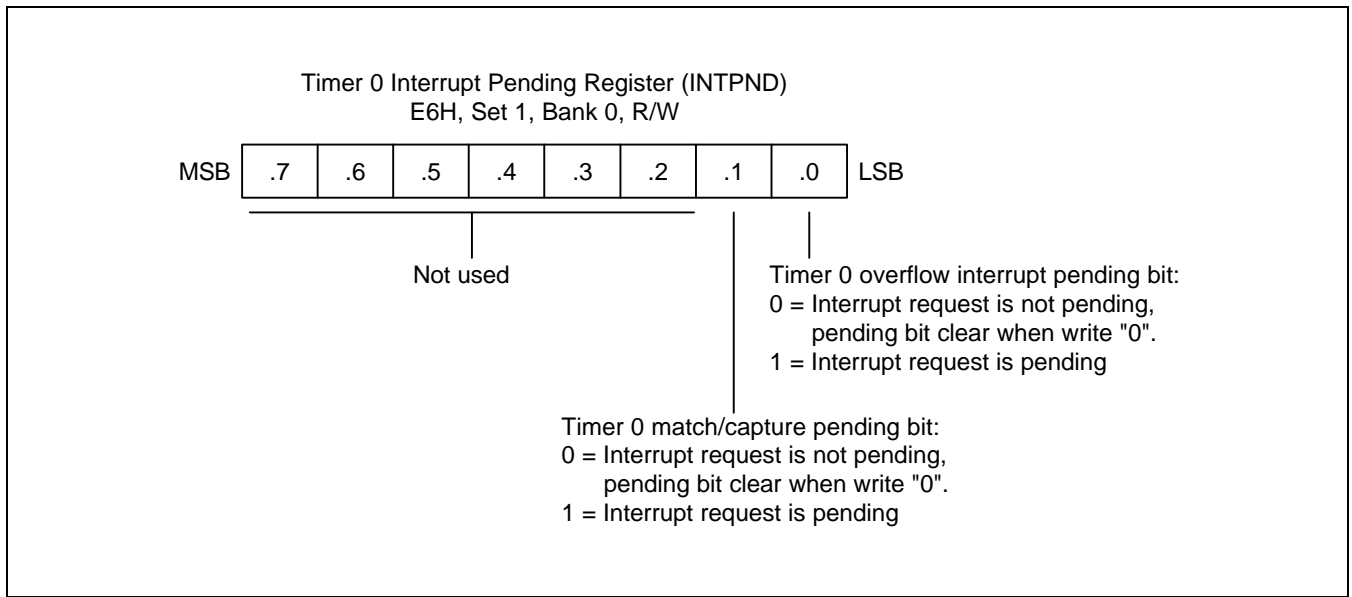 Timer 0 Interrupt Pending Register (INTPND)
E6H, Set 1, Bank 0, R/W
MSB .7 .6 .5 .4 .3 .2 .1 .0 LSB
Not used
Timer 0 overflow interrupt pending bit:
0 = Interrupt request is not pending,
pending bit clear when write "0".
1 = Interrupt request is pending
Timer 0 match/capture pending bit:
0 = Interrupt request is not pending,
pending bit clear when write "0".
1 = Interrupt request is pending